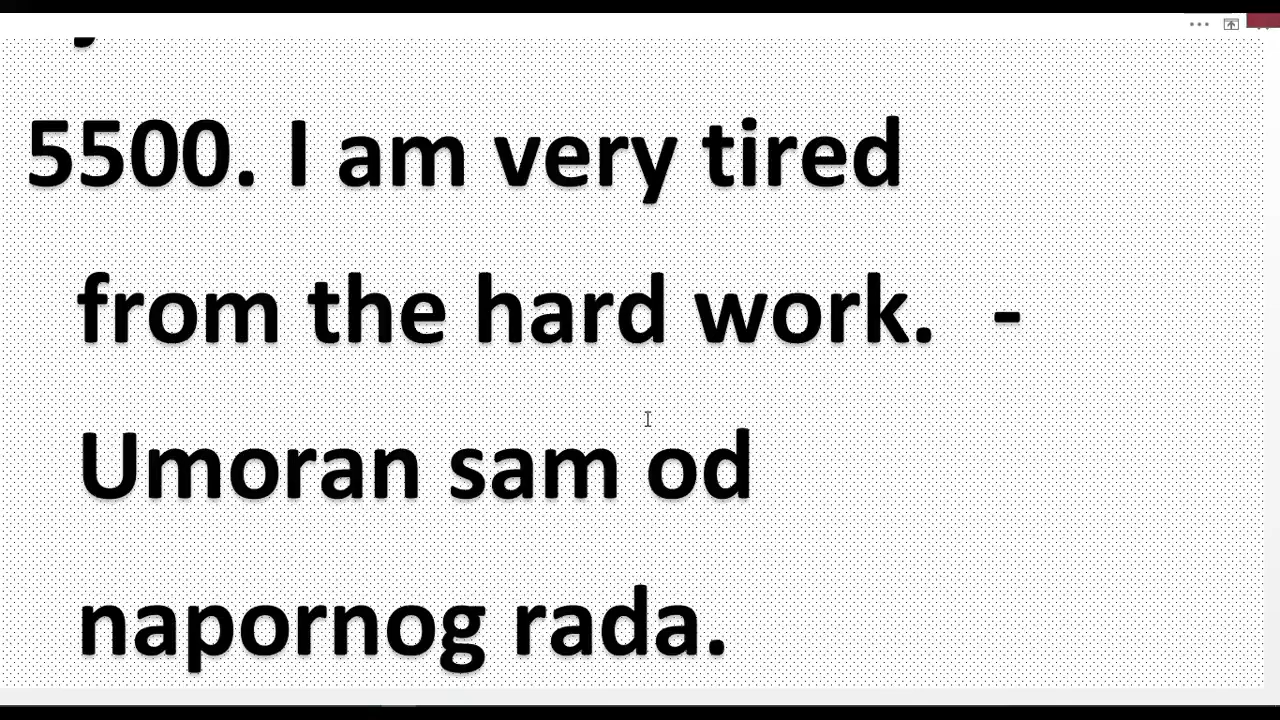 5500. I am very tired
from the hard work.   -
Umoran sam od
napornog rada.